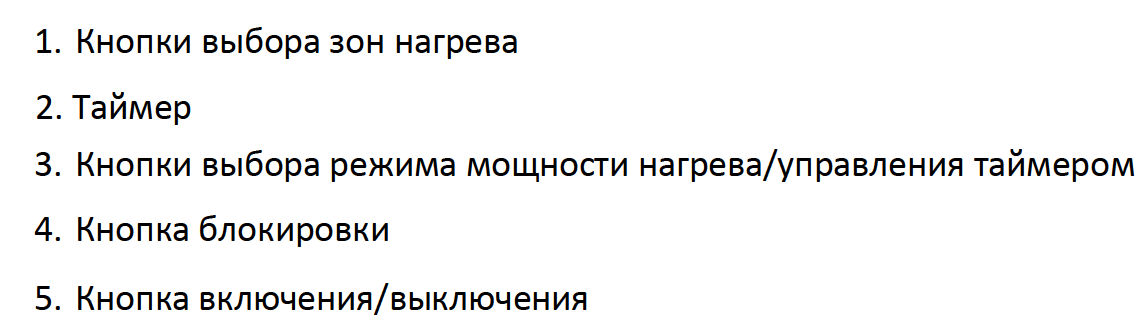 1. Кнопки выбора зон нагрева
2. Таймер
3. Кнопки выбора режима мощности нагрева/управления таймером
4. Кнопка блокировки
5. Кнопка включения/выключения